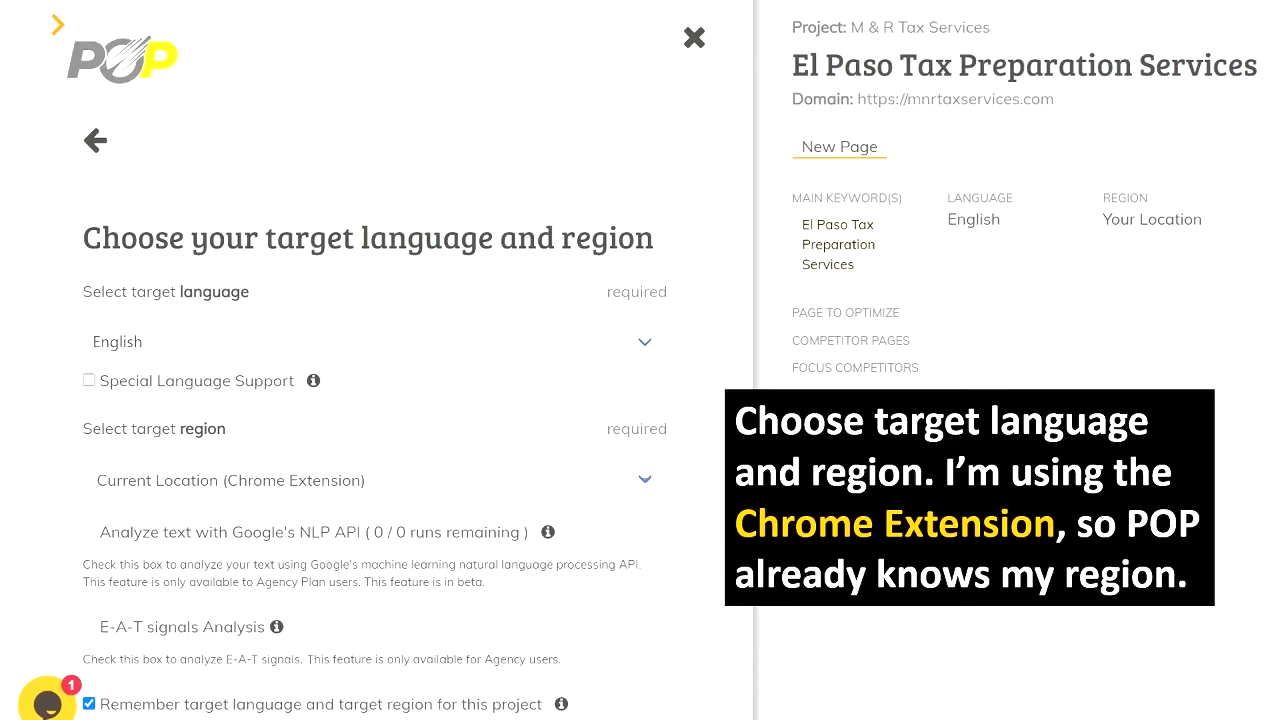 POP
Choose your target language and region
Select target language required
English
Special Language Support
Select target region required
Current Location (Chrome Extension)
Analyze text with Google's NLP API ( 0 / 0 runs remaining )
Check this box to analyze your text using Google's machine learning natural language processing API.
This feature is only available to Agency Plan users. This feature is in beta.
E-A-T signals Analysis
Check this box to analyze E-A-T signals. This feature is only available for Agency users.
1
Remember target language and target region for this project
Project: M & R Tax Services
El Paso Tax Preparation Services
Domain: https://mnrtaxservices.com
New Page
MAIN KEYWORD(S) LANGUAGE REGION
El Paso Tax English Your Location
Preparation
Services
PAGE TO OPTIMIZE
COMPETITOR PAGES
FOCUS COMPETITORS
Choose target language
and region. I'm using the
Chrome Extension, so POP
already knows my region.